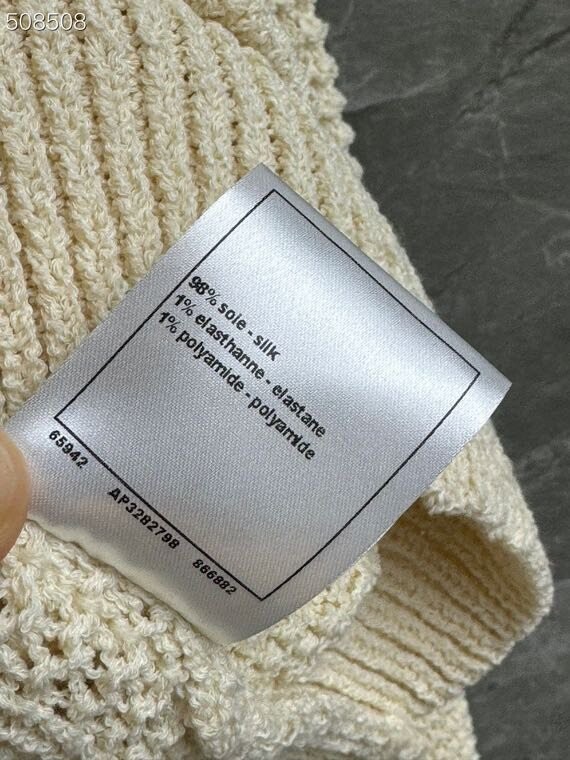 508508
98% soie - silk
1% elasthanne - elastane
1% polyamide - polyamide
65942 AP3282798 866882